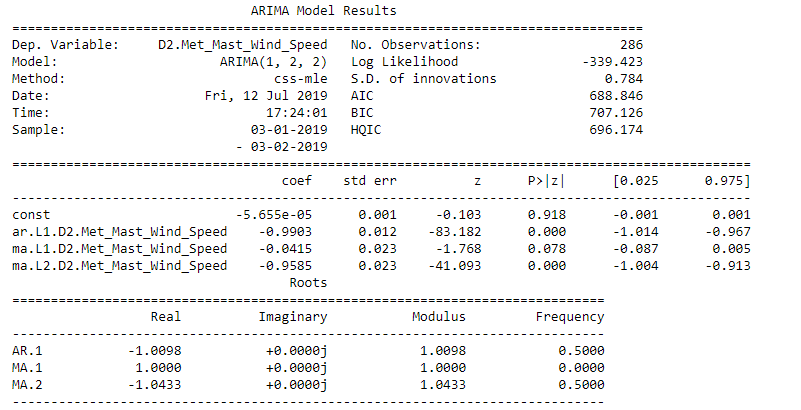 ARIMA Model Results
==============================================================================
Dep. Variable:     D2.Met_Mast_Wind_Speed   No. Observations:                  286
Model:                     ARIMA(1, 2, 2)   Log Likelihood                -339.423
Method:                           css-mle   S.D. of innovations              0.784
Date:                    Fri, 12 Jul 2019   AIC                            688.846
Time:                            17:24:01   BIC                            707.126
Sample:                        03-01-2019   HQIC                           696.174
- 03-02-2019
================================================================================================
coef    std err          z      P>|z|      [0.025      0.975]
------------------------------------------------------------------------------------------------
const                        -5.655e-05      0.001     -0.103      0.918      -0.001       0.001
ar.L1.D2.Met_Mast_Wind_Speed    -0.9903      0.012    -83.182      0.000      -1.014      -0.967
ma.L1.D2.Met_Mast_Wind_Speed    -0.0415      0.023     -1.768      0.078      -0.087       0.005
ma.L2.D2.Met_Mast_Wind_Speed    -0.9585      0.023    -41.093      0.000      -1.004      -0.913
Roots
=============================================================================
Real          Imaginary           Modulus         Frequency
-----------------------------------------------------------------------------
AR.1           -1.0098           +0.0000j            1.0098            0.5000
MA.1            1.0000           +0.0000j            1.0000            0.0000
MA.2           -1.0433           +0.0000j            1.0433            0.5000
-----------------------------------------------------------------------------